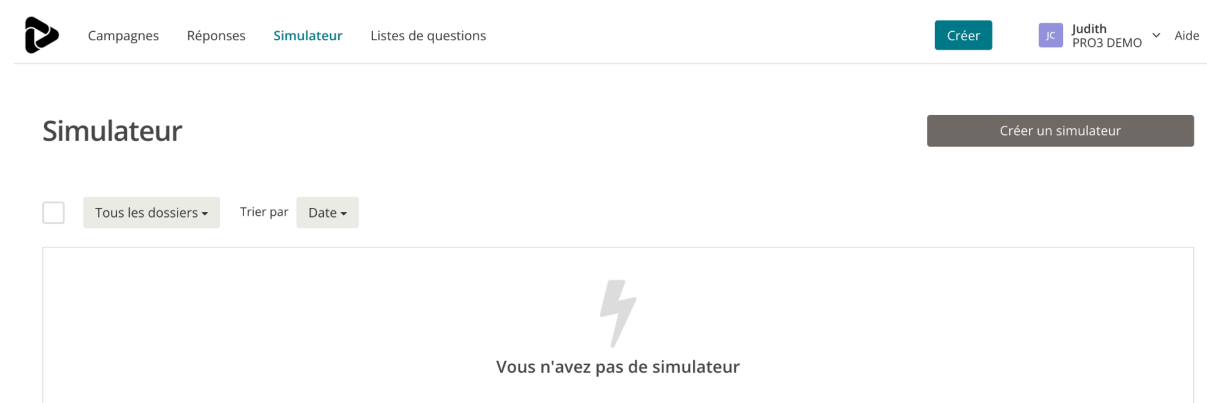 Campagnes Réponses Simulateur Listes de questions Créer JC Judith PRO3 DEMO Aide
Simulateur Créer un simulateur
Tous les dossiers Trier par Date
Vous n'avez pas de simulateur